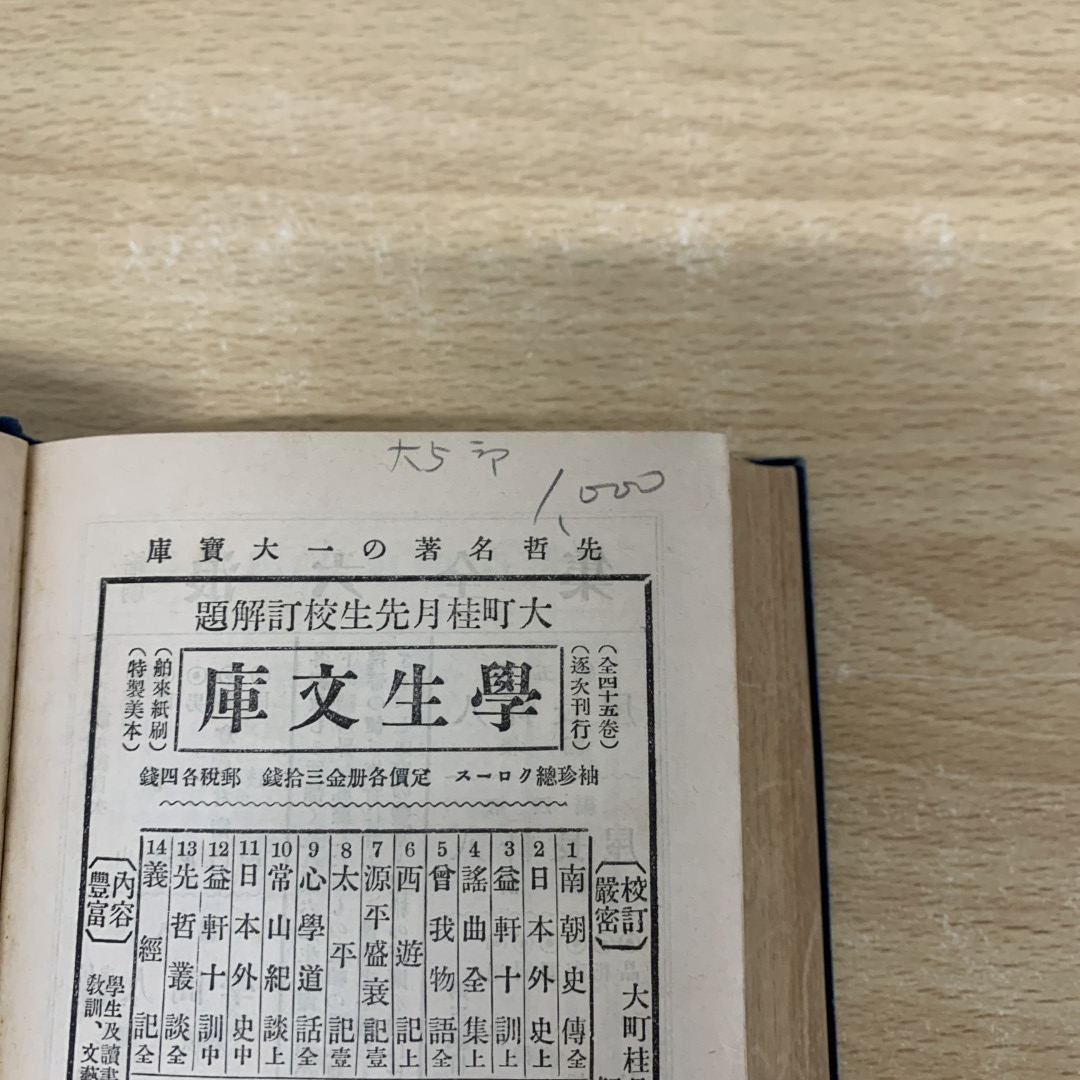 大5 印
1,000
先哲名著の一大寶庫
大町桂月先生校訂解題
(全四十五卷)
(逐次刊行)
學生文庫
(舶來紙刷)
(特製美本)
袖珍總クロース 定價各册金三拾錢 郵稅各四錢
〔校訂嚴密〕
大町桂
1 南朝史傳全
2 日本外史上
3 益軒十訓上
4 謠曲全集上
5 曾我物語全
6 西遊記上
7 源平盛衰記壹
8 太平記壹
9 心學道話全
10 常山紀談上
11 日本外史中
12 益軒十訓中
13 先哲叢談全
14 義經記全
〔內容豐富〕
學生及讀書
教訓、文藝